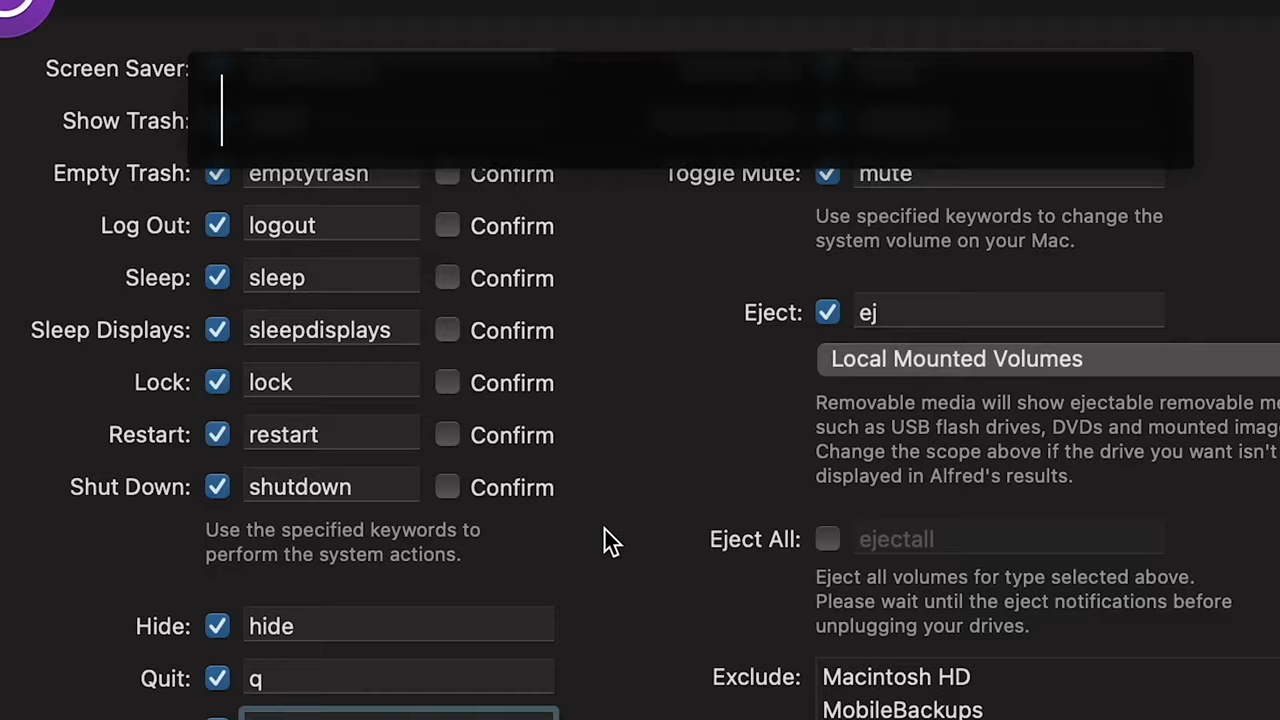 Screen Saver:
Show Trash:
Empty Trash: emptytrash Confirm
Log Out: logout Confirm
Sleep: sleep Confirm
Sleep Displays: sleepdisplays Confirm
Lock: lock Confirm
Restart: restart Confirm
Shut Down: shutdown Confirm
Use the specified keywords to
perform the system actions.
Hide: hide
Quit: q
Toggle Mute: mute
Use specified keywords to change the
system volume on your Mac.
Eject: ej
Local Mounted Volumes
Removable media will show ejectable removable me
such as USB flash drives, DVDs and mounted imag
Change the scope above if the drive you want isn't
displayed in Alfred's results.
Eject All: ejectall
Eject all volumes for type selected above.
Please wait until the eject notifications before
unplugging your drives.
Exclude: Macintosh HD
MobileBackups